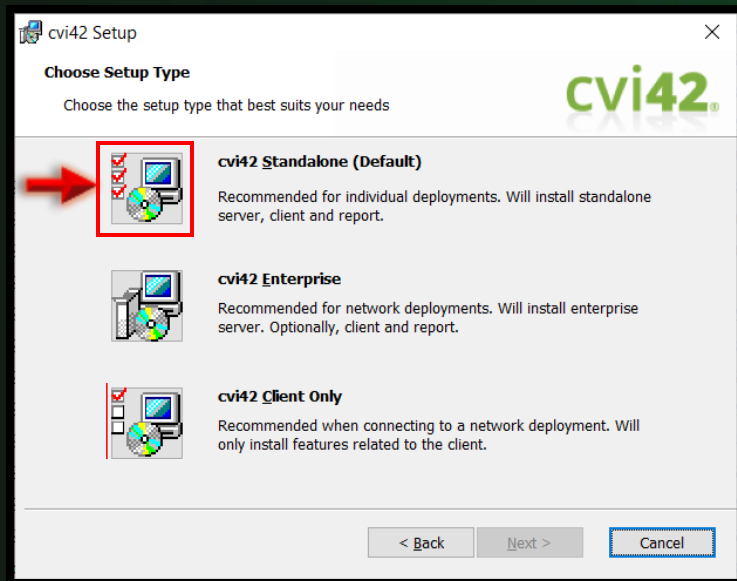 cvi42 Setup
Choose Setup Type
Choose the setup type that best suits your needs
cvi42®
cvi42 Standalone (Default)
Recommended for individual deployments. Will install standalone
server, client and report.
cvi42 Enterprise
Recommended for network deployments. Will install enterprise
server. Optionally, client and report.
cvi42 Client Only
Recommended when connecting to a network deployment. Will
only install features related to the client.
< Back
Next >
Cancel